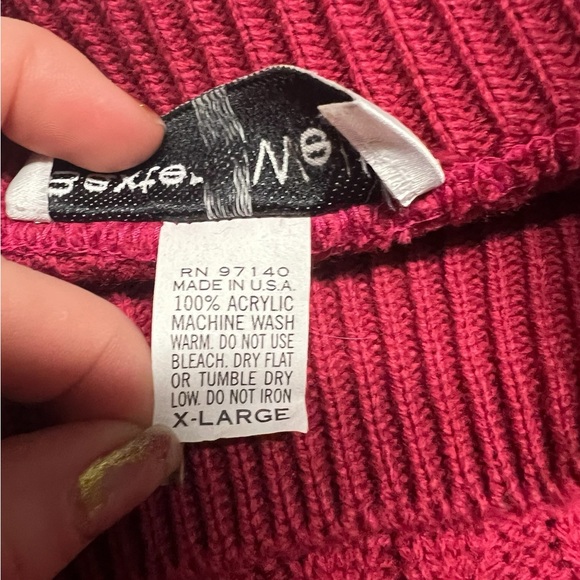 RN 97140
MADE IN U.S.A.
100% ACRYLIC
MACHINE WASH
WARM. DO NOT USE
BLEACH. DRY FLAT
OR TUMBLE DRY
LOW. DO NOT IRON
X-LARGE